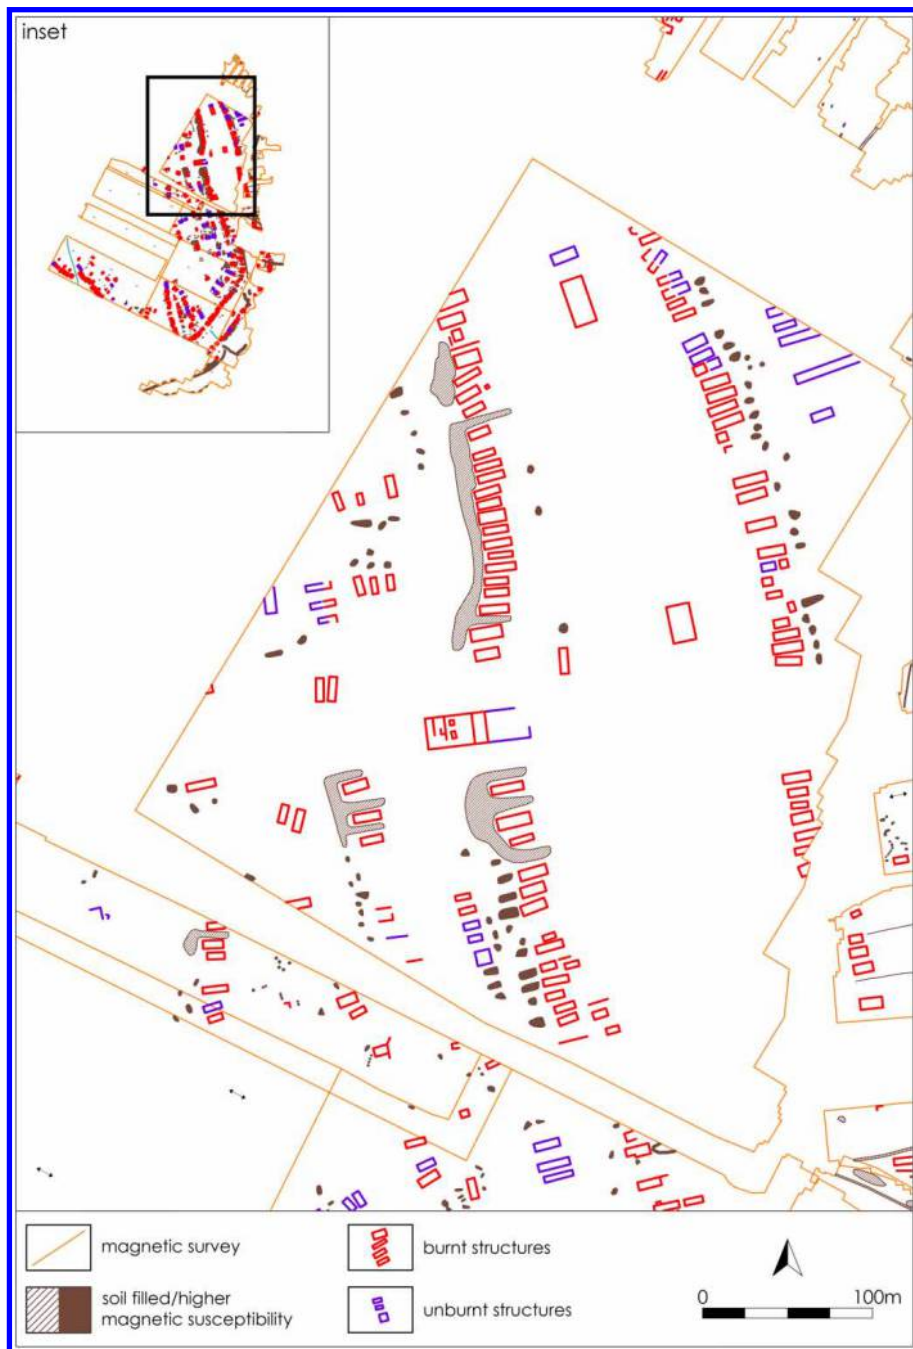 inset
magnetic survey
soil filled/higher
magnetic susceptibility
burnt structures
unburnt structures
0 100m